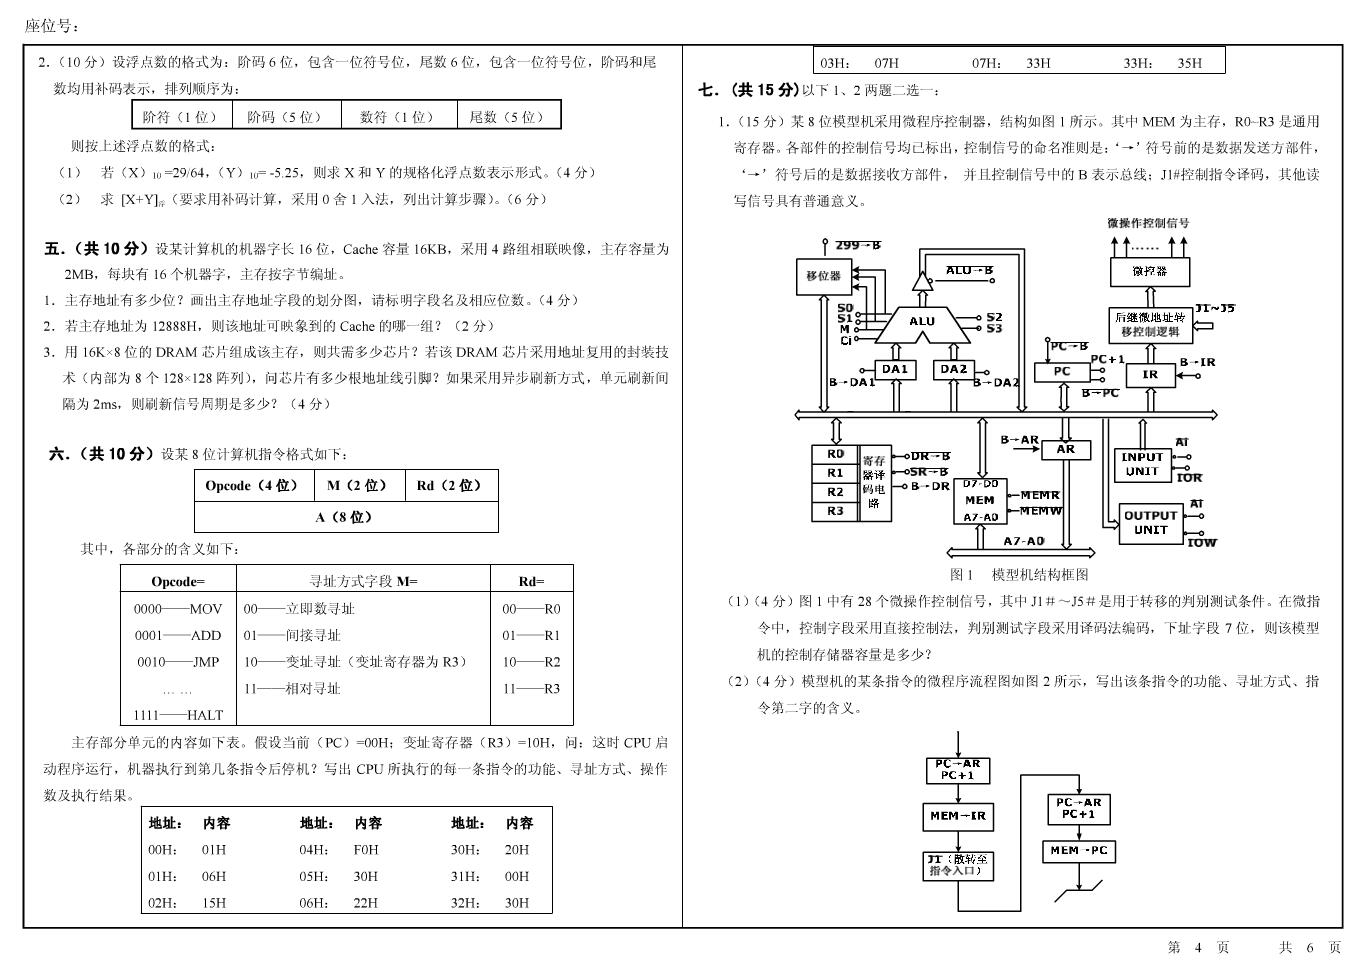 座位号:
2.（10 分）设浮点数的格式为：阶码 6 位，包含一位符号位，尾数 6 位，包含一位符号位，阶码和尾
数均用补码表示，排列顺序为：
阶符（1 位） 阶码（5 位） 数符（1 位） 尾数（5 位）
则按上述浮点数的格式：
（1） 若（X）10 =29/64，（Y）10= -5.25，则求 X 和 Y 的规格化浮点数表示形式。（4 分）
（2） 求 [X+Y]浮（要求用补码计算，采用 0 舍 1 入法，列出计算步骤）。（6 分）
五．（共 10 分）设某计算机的机器字长 16 位，Cache 容量 16KB，采用 4 路组相联映像，主存容量为
2MB，每块有 16 个机器字，主存按字节编址。
1. 主存地址有多少位？画出主存地址字段的划分图，请标明字段名及相应位数。（4 分）
2. 若主存地址为 12888H，则该地址可映象到的 Cache 的哪一组？（2 分）
3. 用 16K×8 位的 DRAM 芯片组成该主存，则共需多少芯片？若该 DRAM 芯片采用地址复用的封装技
术（内部为 8 个 128×128 阵列），问芯片有多少根地址线引脚？如果采用异步刷新方式，单元刷新间
隔为 2ms，则刷新信号周期是多少？（4 分）
六．（共 10 分）设某 8 位计算机指令格式如下：
Opcode（4 位） M（2 位） Rd（2 位）
A（8 位）
其中，各部分的含义如下：
Opcode= 寻址方式字段 M= Rd=
0000——MOV 00——立即数寻址 00——R0
0001——ADD 01——间接寻址 01——R1
0010——JMP 10——变址寻址（变址寄存器为 R3） 10——R2
… … 11——相对寻址 11——R3
1111——HALT
主存部分单元的内容如下表。假设当前（PC）=00H；变址寄存器（R3）=10H，问：这时 CPU 启
动程序运行，机器执行到第几条指令后停机？写出 CPU 所执行的每一条指令的功能、寻址方式、操作
数及执行结果。
地址： 内容 地址： 内容 地址： 内容
00H： 01H 04H： F0H 30H： 20H
01H： 06H 05H： 30H 31H： 00H
02H： 15H 06H： 22H 32H： 30H
03H： 07H 07H： 33H 33H： 35H
七．（共 15 分)以下 1、2 两题二选一：
1.（15 分）某 8 位模型机采用微程序控制器，结构如图 1 所示。其中 MEM 为主存，R0~R3 是通用
寄存器。各部件的控制信号均已标出，控制信号的命名准则是：‘→’符号前的是数据发送方部件，
‘→’符号后的是数据接收方部件， 并且控制信号中的 B 表示总线；J1#控制指令译码，其他读
写信号具有普通意义。
微操作控制信号
299→B
移位器
ALU→B
......
微控器
S0
S1
M
Ci
ALU
S2
S3
后继微地址转
移控制逻辑
J1~J5
DA1
DA2
B→DA1
B→DA2
PC→B
PC
PC+1
B→PC
IR
B→IR
R0
R1
R2
R3
寄存
器译
码电
路
DR→B
SR→B
B→DR
D7-D0
MEM
A7-A0
MEMR
MEMW
B→AR
AR
A7-A0
INPUT
UNIT
AI
IOR
OUTPUT
UNIT
AI
IOW
图 1 模型机结构框图
（1）（4 分）图 1 中有 28 个微操作控制信号，其中 J1＃～J5＃是用于转移的判别测试条件。在微指
令中，控制字段采用直接控制法，判别测试字段采用译码法编码，下址字段 7 位，则该模型
机的控制存储器容量是多少？
（2）（4 分）模型机的某条指令的微程序流程图如图 2 所示，写出该条指令的功能、寻址方式、指
令第二字的含义。
PC→AR
PC+1
MEM→IR
J1（散转至
指令入口）
PC→AR
PC+1
MEM→PC
第 4 页 共 6 页